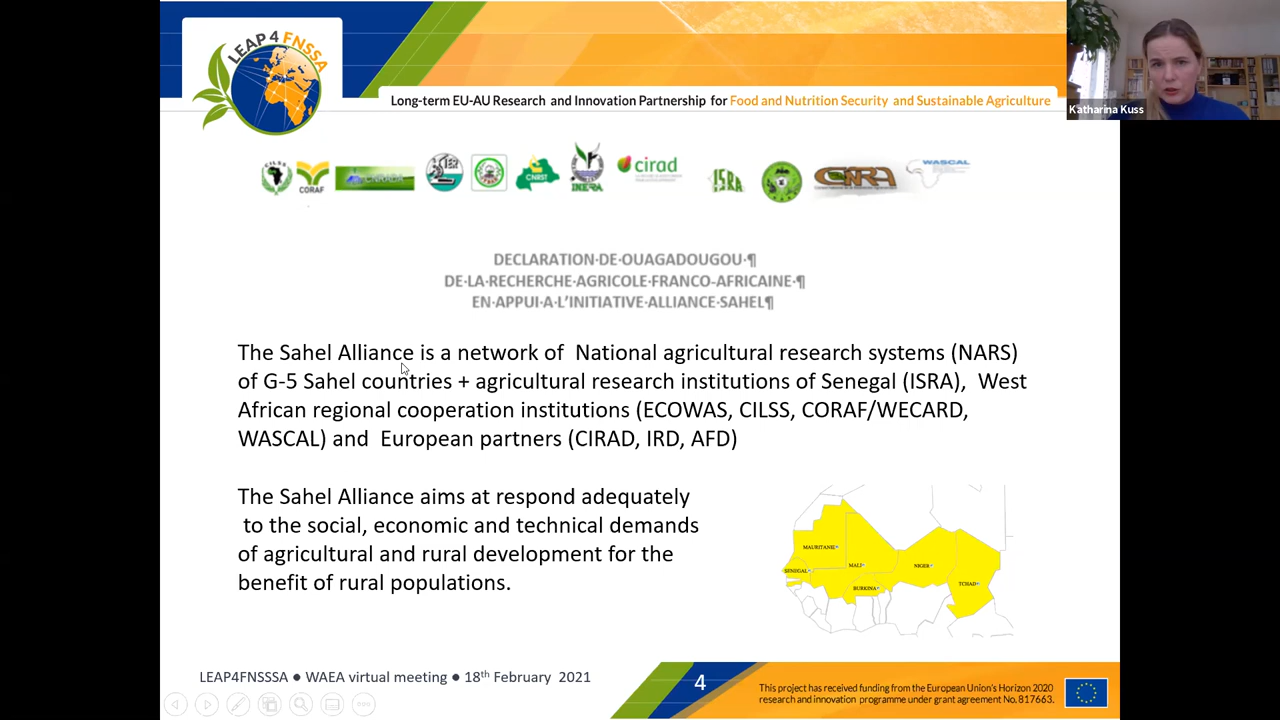 LEAP 4 FNSSA
Katharina Kuss
Long-term EU-AU Research and Innovation Partnership for Food and Nutrition Security and Sustainable Agriculture
CILSS
CORAF
IER
CNRST
INERA
cirad
ISRA
CNRA
WASCAL
DECLARATION·DE·OUAGADOUGOU·¶
DE·LA·RECHERCHE·AGRICOLE·FRANCO-AFRICAINE·¶
EN·APPUI·A·L’INITIATIVE·ALLIANCE·SAHEL¶
The Sahel Alliance is a network of National agricultural research systems (NARS)
of G-5 Sahel countries + agricultural research institutions of Senegal (ISRA), West
African regional cooperation institutions (ECOWAS, CILSS, CORAF/WECARD,
WASCAL) and European partners (CIRAD, IRD, AFD)
The Sahel Alliance aims at respond adequately
to the social, economic and technical demands
of agricultural and rural development for the
benefit of rural populations.
MAURITANIE
SENEGAL
MALI
NIGER
BURKINA
TCHAD
LEAP4FNSSSA ● WAEA virtual meeting ● 18th February 2021
4
This project has received funding from the European Union's Horizon 2020
research and innovation programme under grant agreement No. 817663.